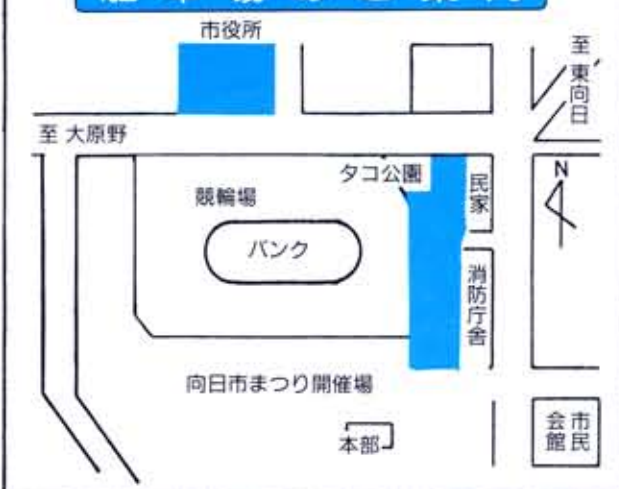 市役所
至東向日
至 大原野
タコ公園
競輪場
民家
N
バンク
消防庁舎
向日市まつり開催場
本部
市民会館